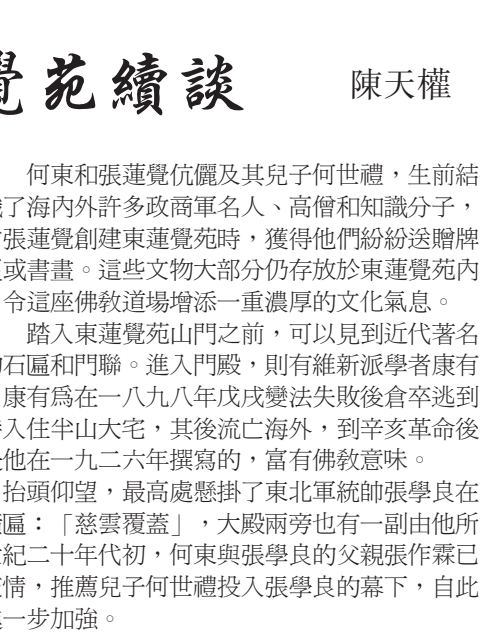 苑續談
陳天權
何東和張蓮覺伉儷及其兒子何世禮，生前結
了海內外許多政商軍名人、高僧和知識分子，
張蓮覺創建東蓮覺苑時，獲得他們紛紛送贈牌
或書畫。這些文物大部分仍存放於東蓮覺苑內
令這座佛教道場增添一重濃厚的文化氣息。
踏入東蓮覺苑山門之前，可以見到近代著名
石匾和門聯。進入門殿，則有維新派學者康有
康有為在一八九八年戊戌變法失敗後倉卒逃到
入住半山大宅，其後流亡海外，到辛亥革命後
他在一九二六年撰寫的，富有佛教意味。
抬頭仰望，最高處懸掛了東北軍統帥張學良在
匾：「慈雲覆蓋」，大殿兩旁也有一副由他所
紀二十年代初，何東與張學良的父親張作霖已
情，推薦兒子何世禮投入張學良的幕下，自此
一步加強。